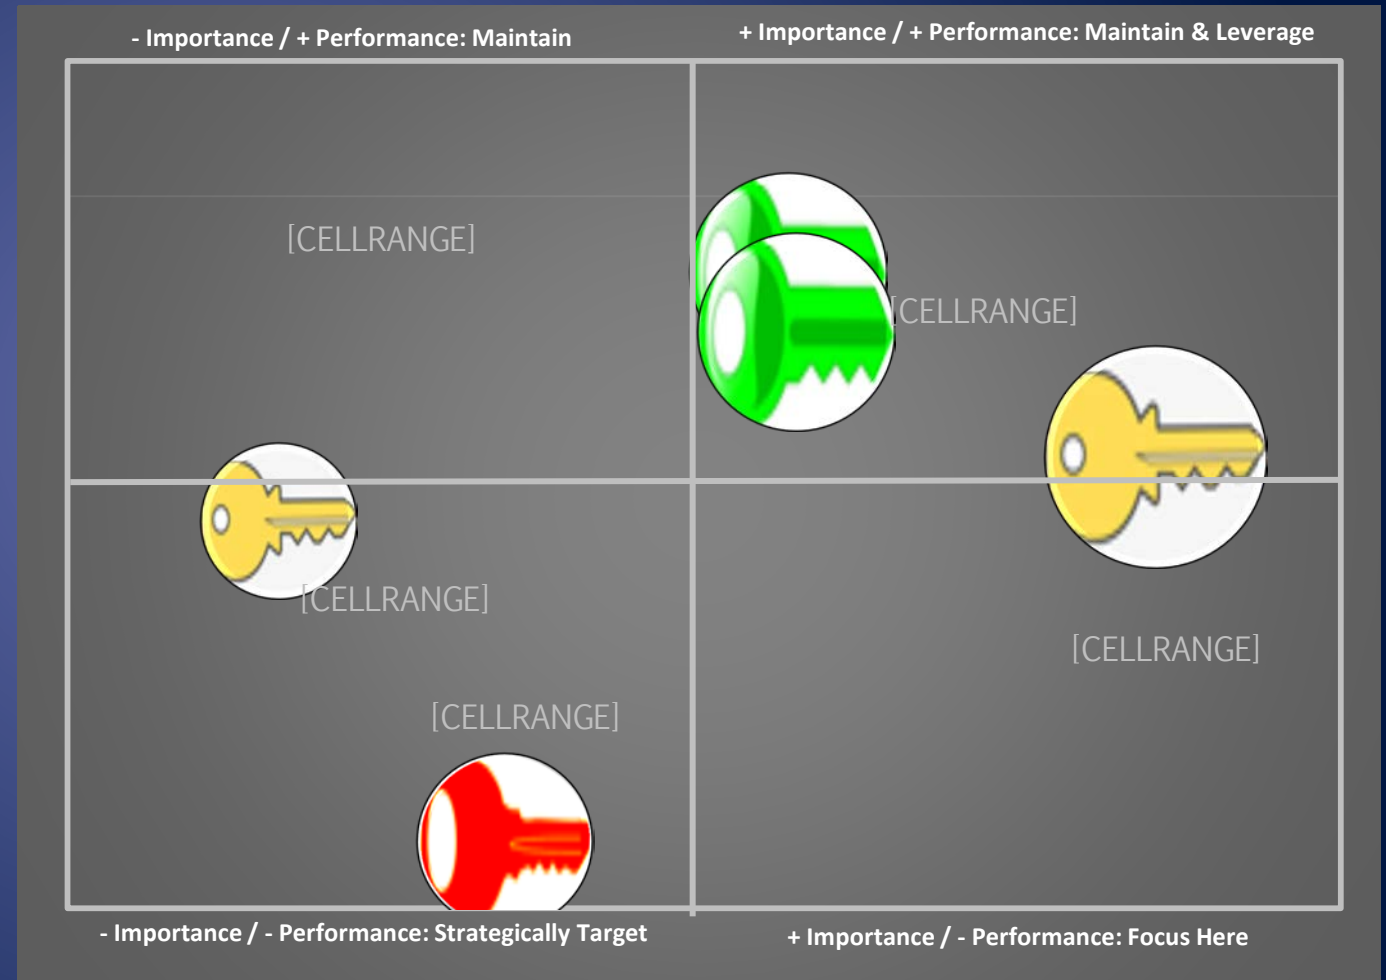 - Importance / + Performance: Maintain
+ Importance / + Performance: Maintain & Leverage
[CELLRANGE]
[CELLRANGE]
[CELLRANGE]
[CELLRANGE]
[CELLRANGE]
- Importance / - Performance: Strategically Target
+ Importance / - Performance: Focus Here